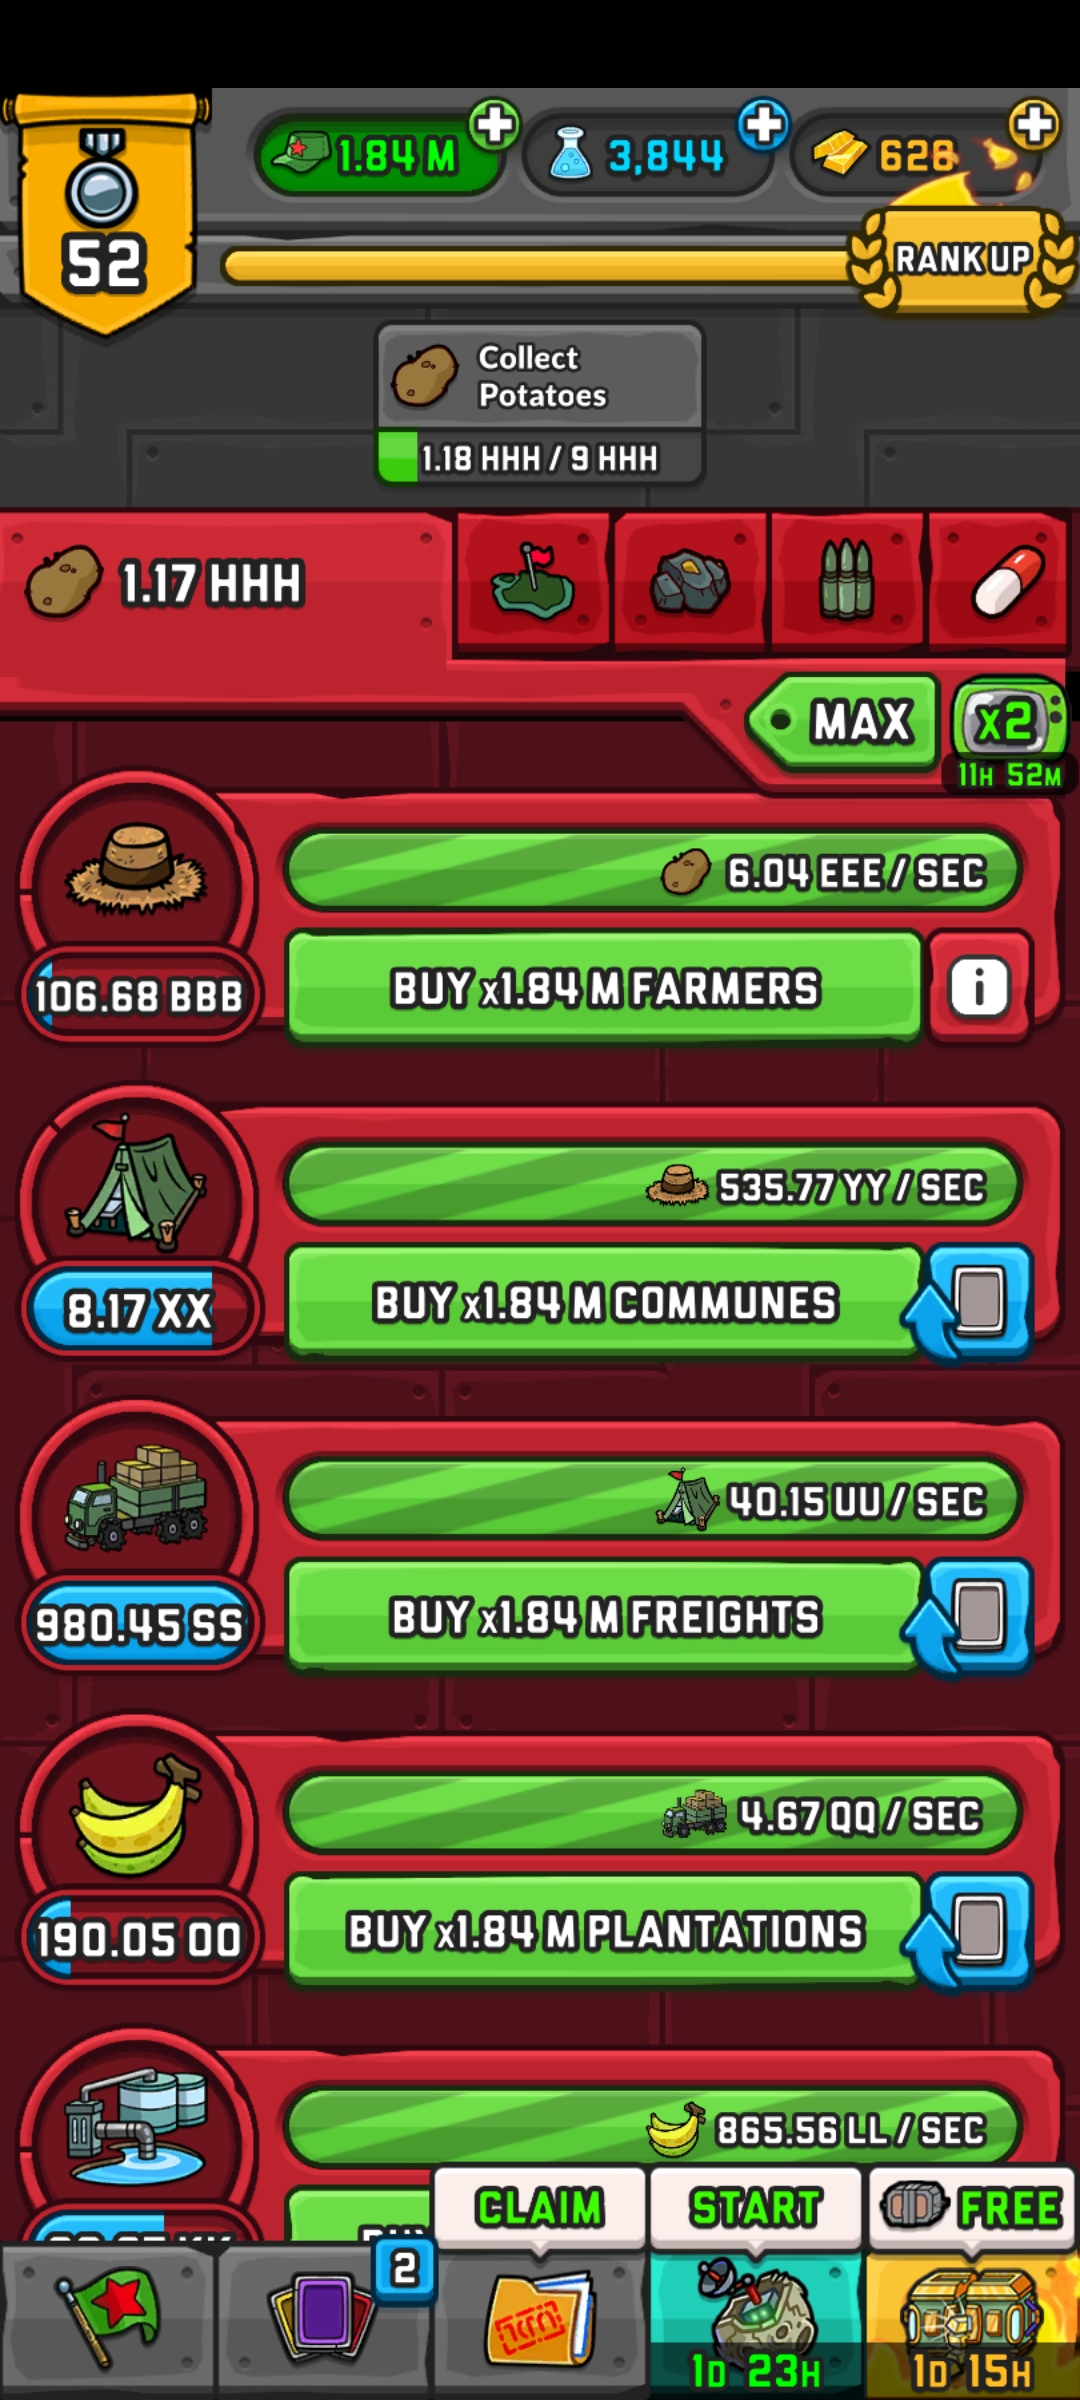 52
1.84 M
3,844
628
RANK UP
Collect
Potatoes
1.18 HHH / 9 HHH
1.17 HHH
MAX
x2
11H 52M
6.04 EEE / SEC
106.68 BBB
BUY x1.84 M FARMERS
i
535.77 YY / SEC
8.17 XX
BUY x1.84 M COMMUNES
40.15 UU / SEC
980.45 SS
BUY x1.84 M FREIGHTS
4.67 QQ / SEC
190.05 OO
BUY x1.84 M PLANTATIONS
865.56 LL / SEC
CLAIM
START
FREE
2
1D 23H
1D 15H